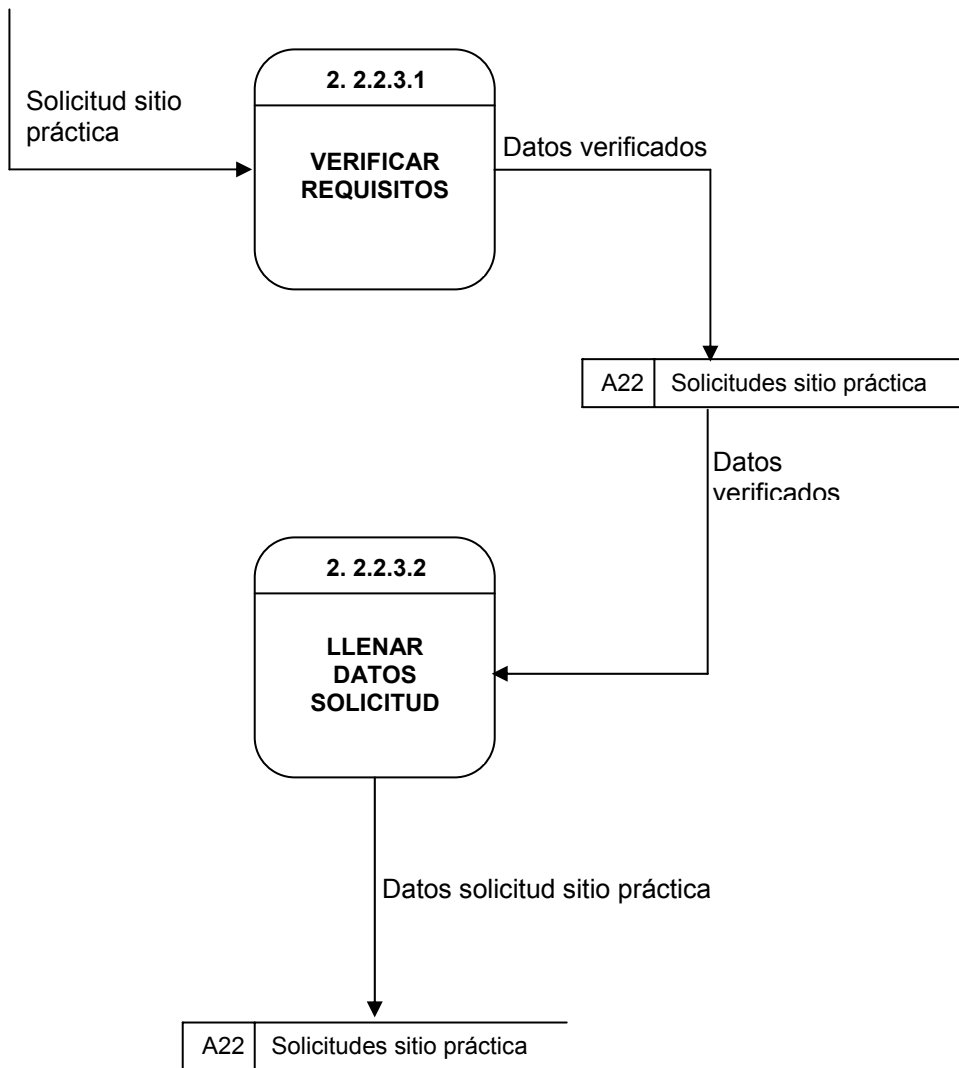 2. 2.2.3.1
Solicitud sitio
práctica
VERIFICAR
REQUISITOS
Datos verificados
A22
Solicitudes sitio práctica
Datos
verificados
2. 2.2.3.2
LLENAR
DATOS
SOLICITUD
Datos solicitud sitio práctica
A22
Solicitudes sitio práctica